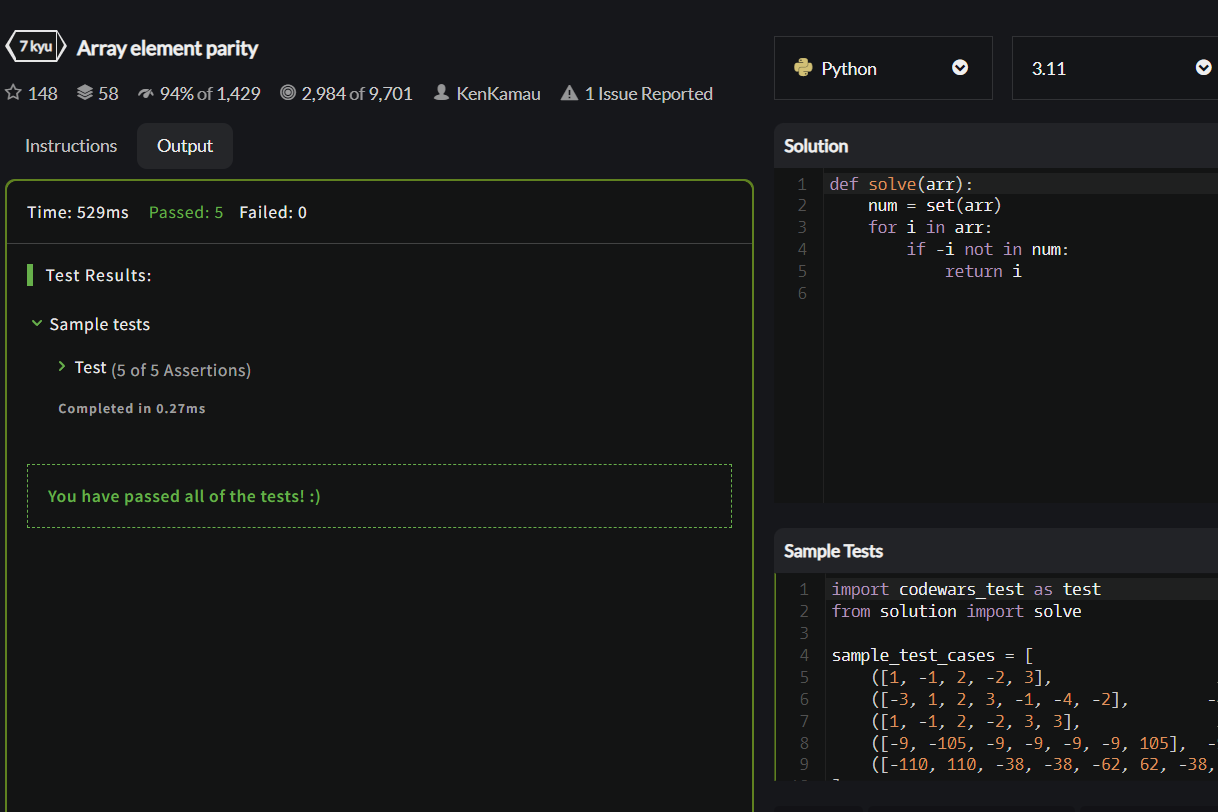 7 kyu Array element parity
148 58 94% of 1,429 2,984 of 9,701 KenKamau 1 Issue Reported
Instructions Output
Time: 529ms Passed: 5 Failed: 0
Test Results:
Sample tests
Test (5 of 5 Assertions)
Completed in 0.27ms
You have passed all of the tests! :)
Python 3.11
Solution
1 def solve(arr):
2 num = set(arr)
3 for i in arr:
4 if -i not in num:
5 return i
6
Sample Tests
1 import codewars_test as test
2 from solution import solve
3
4 sample_test_cases = [
5 ([1, -1, 2, -2, 3],
6 ([-3, 1, 2, 3, -1, -4, -2],
7 ([1, -1, 2, -2, 3, 3],
8 ([-9, -105, -9, -9, -9, -9, 105],
9 ([-110, 110, -38, -38, -62, 62, -38,